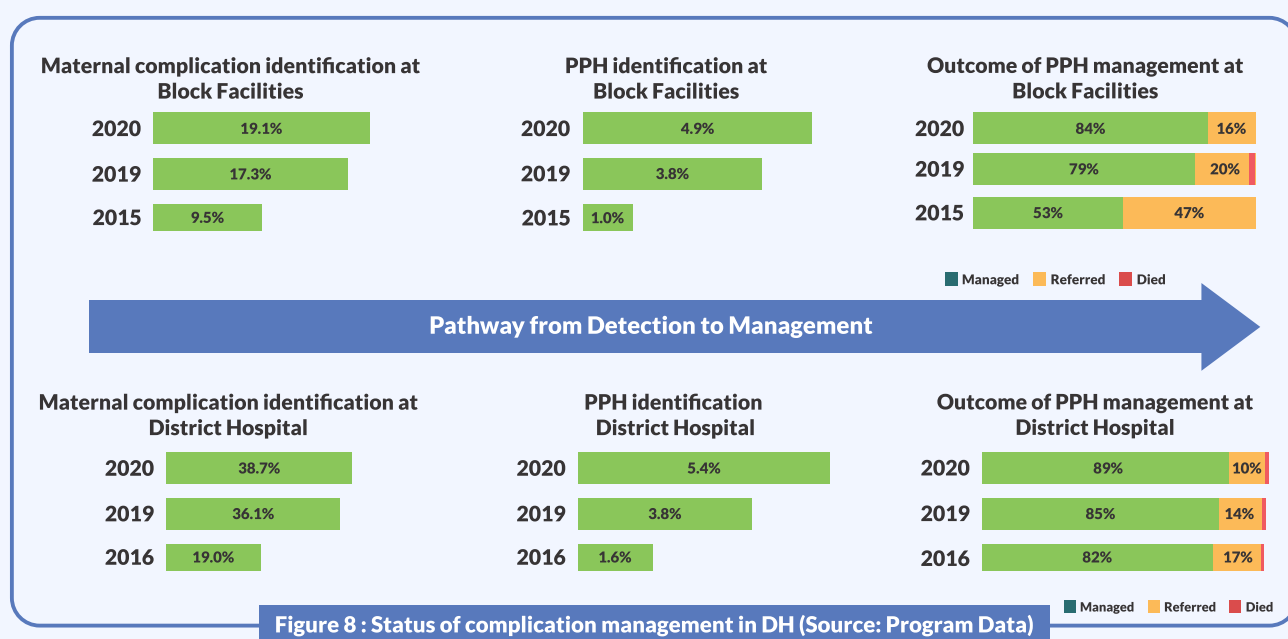 Maternal complication identification at
Block Facilities
2020 19.1%
2019 17.3%
2015 9.5%
PPH identification at
Block Facilities
2020 4.9%
2019 3.8%
2015 1.0%
Outcome of PPH management at
Block Facilities
2020 84% 16%
2019 79% 20%
2015 53% 47%
Managed Referred Died
Pathway from Detection to Management
Maternal complication identification at
District Hospital
2020 38.7%
2019 36.1%
2016 19.0%
PPH identification
District Hospital
2020 5.4%
2019 3.8%
2016 1.6%
Outcome of PPH management at
District Hospital
2020 89% 10%
2019 85% 14%
2016 82% 17%
Managed Referred Died
Figure 8 : Status of complication management in DH (Source: Program Data)